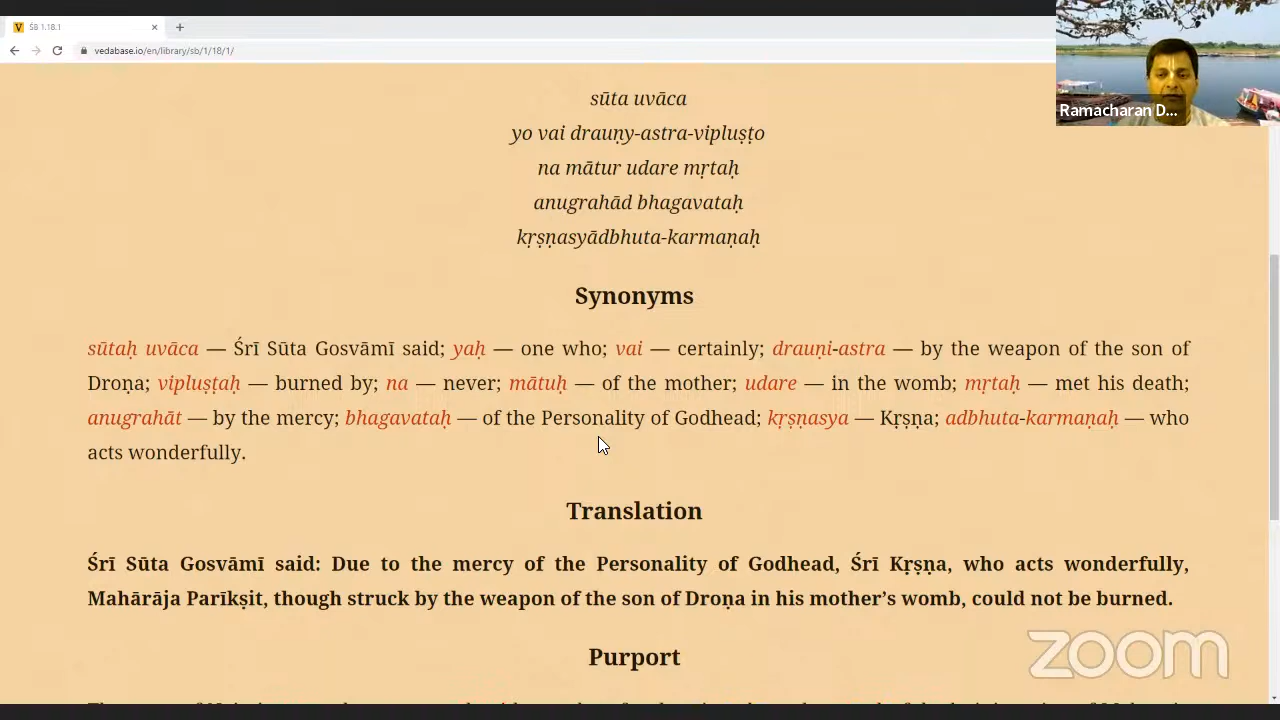 ŚB 1.18.1
vedabase.io/en/library/sb/1/18/1/
Ramacharan D...
sūta uvāca
yo vai drauṇy-astra-vipluṣṭo
na mātur udare mṛtaḥ
anugrahād bhagavataḥ
kṛṣṇasyādbhuta-karmaṇaḥ
Synonyms
sūtaḥ uvāca — Śrī Sūta Gosvāmī said; yaḥ — one who; vai — certainly; drauṇi-astra — by the weapon of the son of
Droṇa; vipluṣṭaḥ — burned by; na — never; mātuḥ — of the mother; udare — in the womb; mṛtaḥ — met his death;
anugrahāt — by the mercy; bhagavataḥ — of the Personality of Godhead; kṛṣṇasya — Kṛṣṇa; adbhuta-karmaṇaḥ — who
acts wonderfully.
Translation
Śrī Sūta Gosvāmī said: Due to the mercy of the Personality of Godhead, Śrī Kṛṣṇa, who acts wonderfully,
Mahārāja Parīkṣit, though struck by the weapon of the son of Droṇa in his mother’s womb, could not be burned.
Purport
zoom